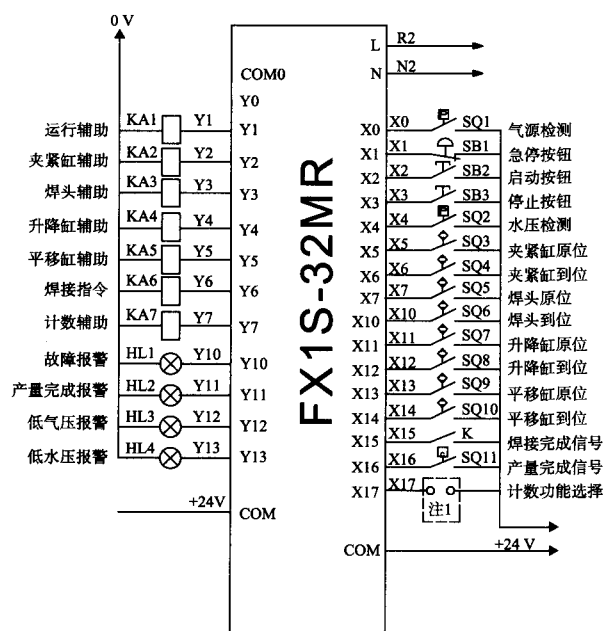 0 V
L R2
N N2
COM0
Y0
运行辅助 KA1 Y1 Y1
夹紧缸辅助 KA2 Y2 Y2
焊头辅助 KA3 Y3 Y3
升降缸辅助 KA4 Y4 Y4
平移缸辅助 KA5 Y5 Y5
焊接指令 KA6 Y6 Y6
计数辅助 KA7 Y7 Y7
故障报警 HL1 Y10 Y10
产量完成报警 HL2 Y11 Y11
低气压报警 HL3 Y12 Y12
低水压报警 HL4 Y13 Y13
+24V COM
FX1S-32MR
X0 X0 SQ1 气源检测
X1 X1 SB1 急停按钮
X2 X2 SB2 启动按钮
X3 X3 SB3 停止按钮
X4 X4 SQ2 水压检测
X5 X5 SQ3 夹紧缸原位
X6 X6 SQ4 夹紧缸到位
X7 X7 SQ5 焊头原位
X10 X10 SQ6 焊头到位
X11 X11 SQ7 升降缸原位
X12 X12 SQ8 升降缸到位
X13 X13 SQ9 平移缸原位
X14 X14 SQ10 平移缸到位
X15 X15 K 焊接完成信号
X16 X16 SQ11 产量完成信号
X17 X17 计数功能选择
注1
COM +24 V